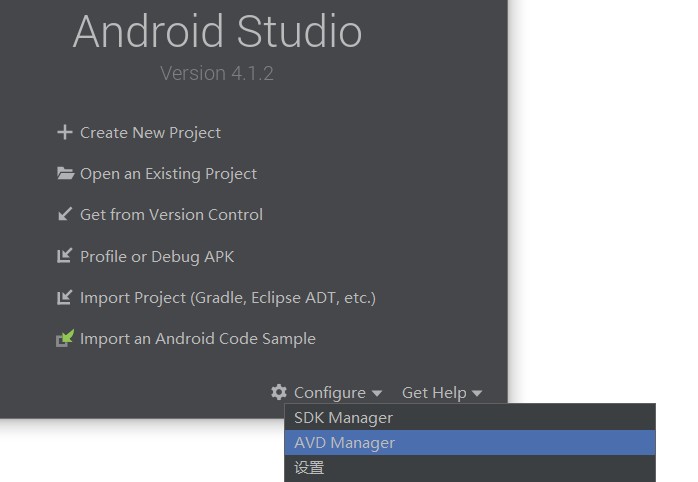 Android Studio
Version 4.1.2
Create New Project
Open an Existing Project
Get from Version Control
Profile or Debug APK
Import Project (Gradle, Eclipse ADT, etc.)
Import an Android Code Sample
Configure Get Help
SDK Manager
AVD Manager
设置